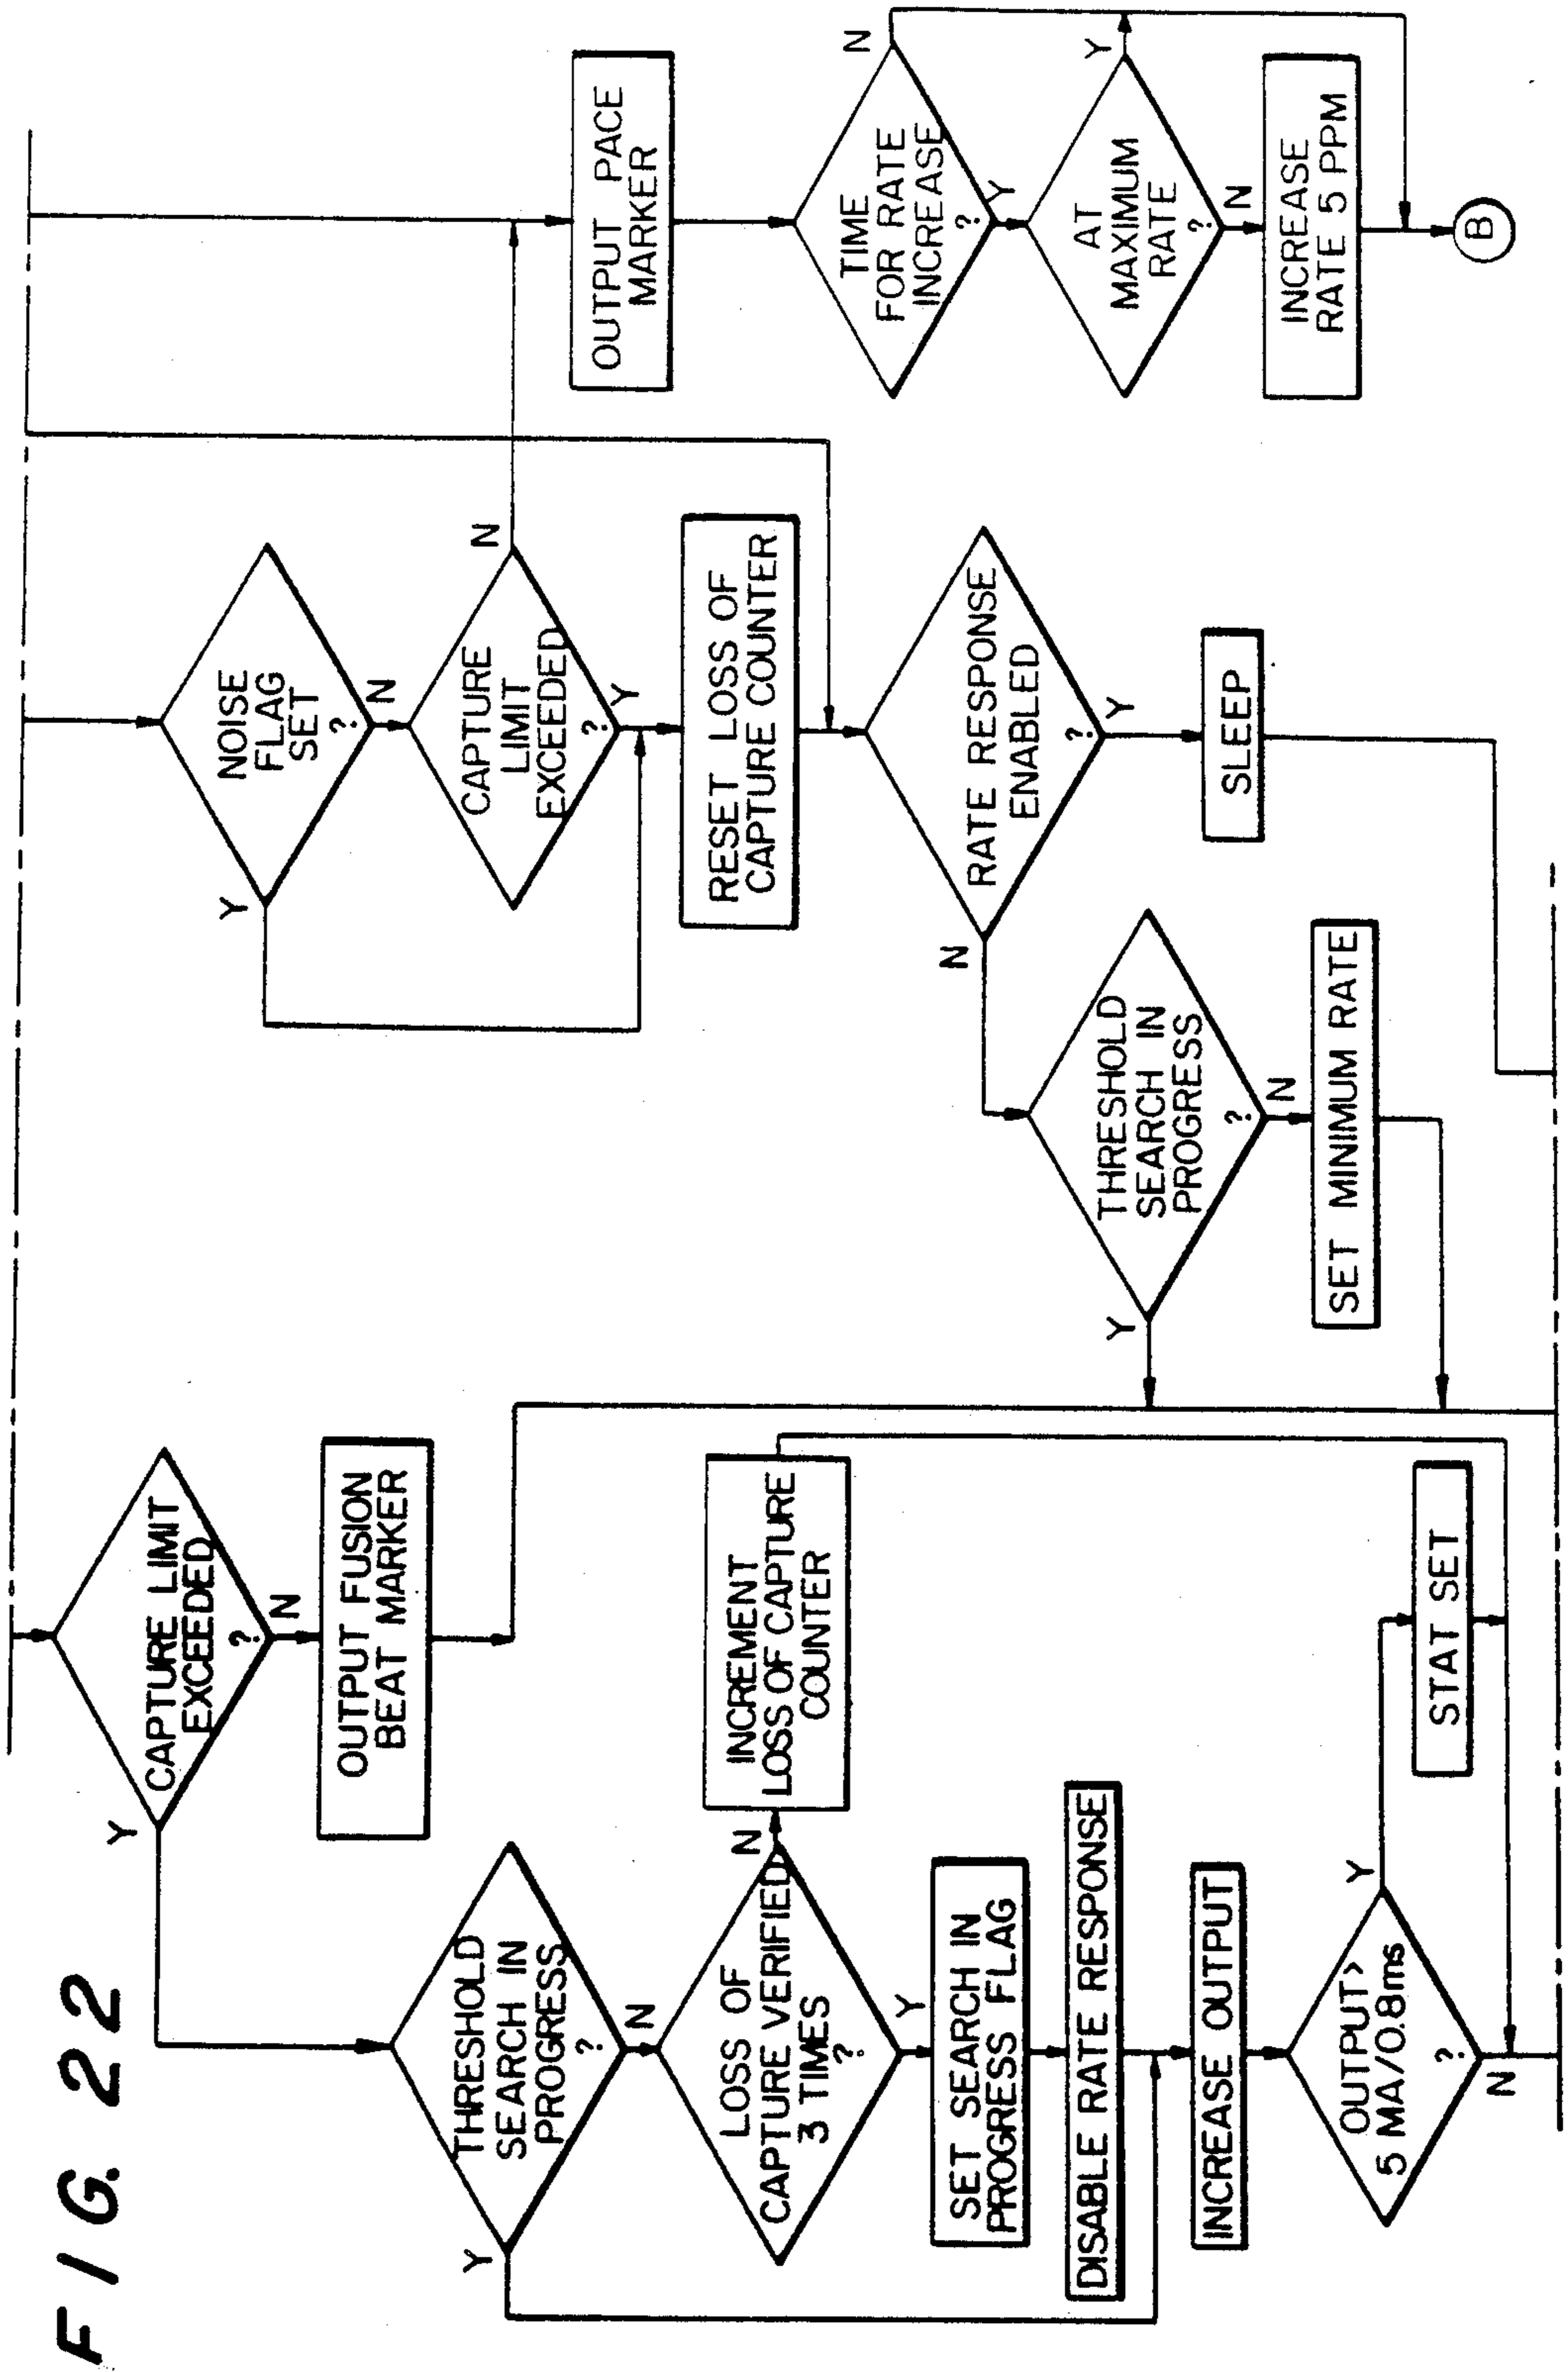 FIG. 22
CAPTURE LIMIT
EXCEEDED
?
Y
N
OUTPUT FUSION
BEAT MARKER
THRESHOLD
SEARCH IN
PROGRESS
?
Y
N
LOSS OF
CAPTURE VERIFIED
3 TIMES
?
N
Y
INCREMENT
LOSS OF CAPTURE
COUNTER
SET SEARCH IN
PROGRESS FLAG
DISABLE RATE RESPONSE
INCREASE OUTPUT
OUTPUT>
5 MA/0.8ms
?
Y
N
STAT SET
NOISE
FLAG
SET
?
Y
N
CAPTURE
LIMIT
EXCEEDED
?
N
Y
RESET LOSS OF
CAPTURE COUNTER
RATE RESPONSE
ENABLED
?
N
Y
SLEEP
THRESHOLD
SEARCH IN
PROGRESS
?
Y
N
SET MINIMUM RATE
OUTPUT PACE
MARKER
TIME
FOR RATE
INCREASE
?
N
Y
AT
MAXIMUM
RATE
?
Y
N
INCREASE
RATE 5 PPM
B